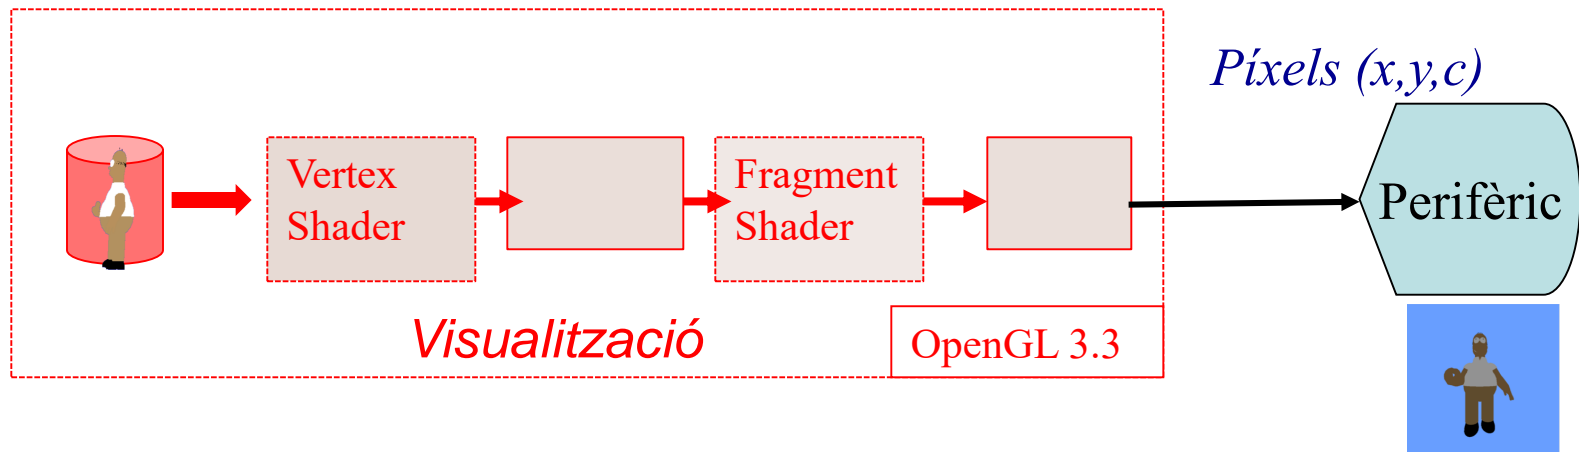 Píxels (x,y,c)
Vertex
Shader
Fragment
Shader
Perifèric
Visualització
OpenGL 3.3